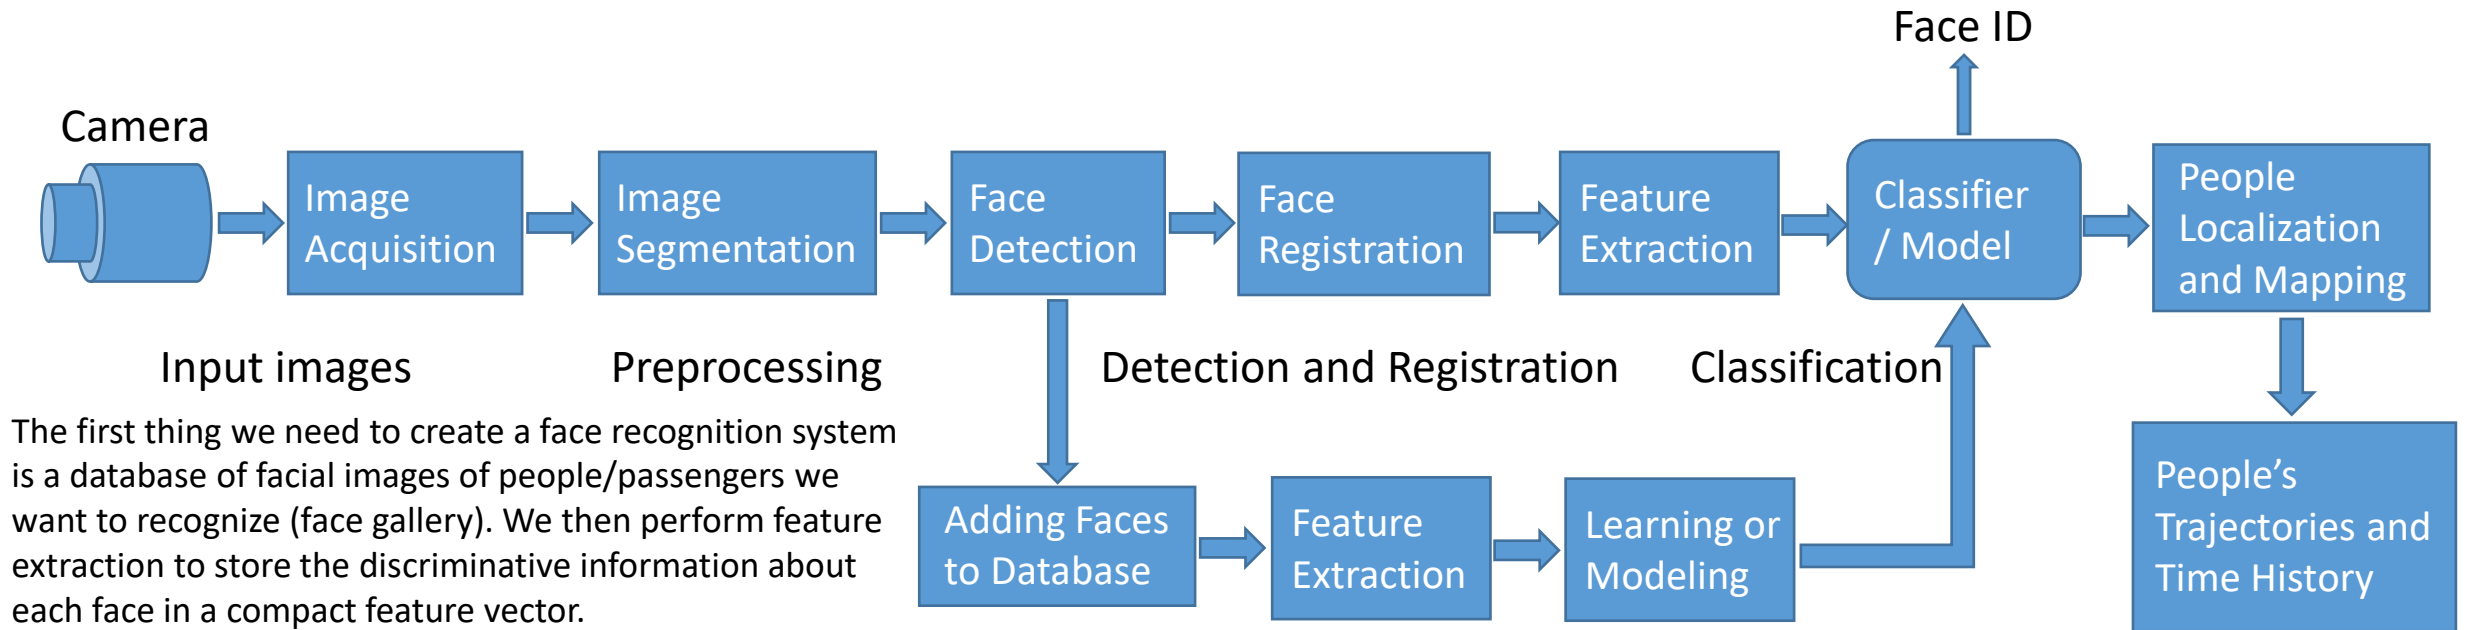 Face ID
Camera
Image
Acquisition
Image
Segmentation
Face
Detection
Face
Registration
Feature
Extraction
Classifier
/ Model
People
Localization
and Mapping
Input images
Preprocessing
Detection and Registration
Classification
The first thing we need to create a face recognition system
is a database of facial images of people/passengers we
want to recognize (face gallery). We then perform feature
extraction to store the discriminative information about
each face in a compact feature vector.
Adding Faces
to Database
Feature
Extraction
Learning or
Modeling
People’s
Trajectories and
Time History